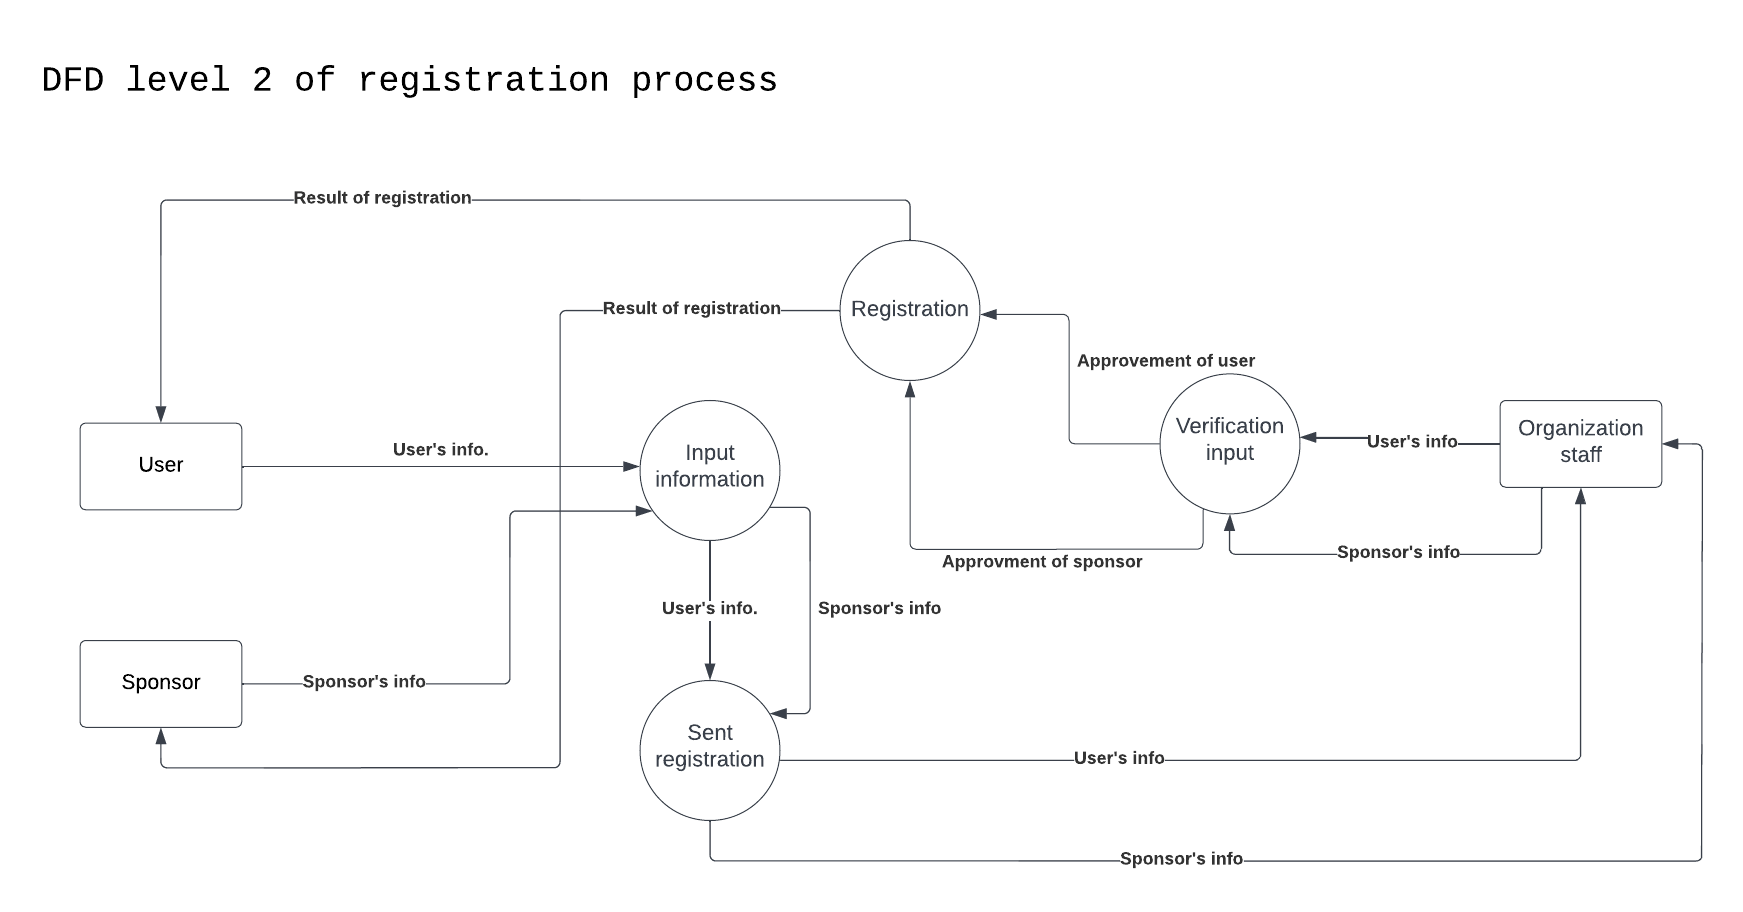 DFD level 2 of registration process
Result of registration
Result of registration
Registration
Approvement of user
User's info.
User
Input
information
Verification
input
User's info
Organization
staff
Sponsor's info
Approvment of sponsor
User's info.
Sponsor's info
Sponsor
Sponsor's info
Sent
registration
User's info
Sponsor's info